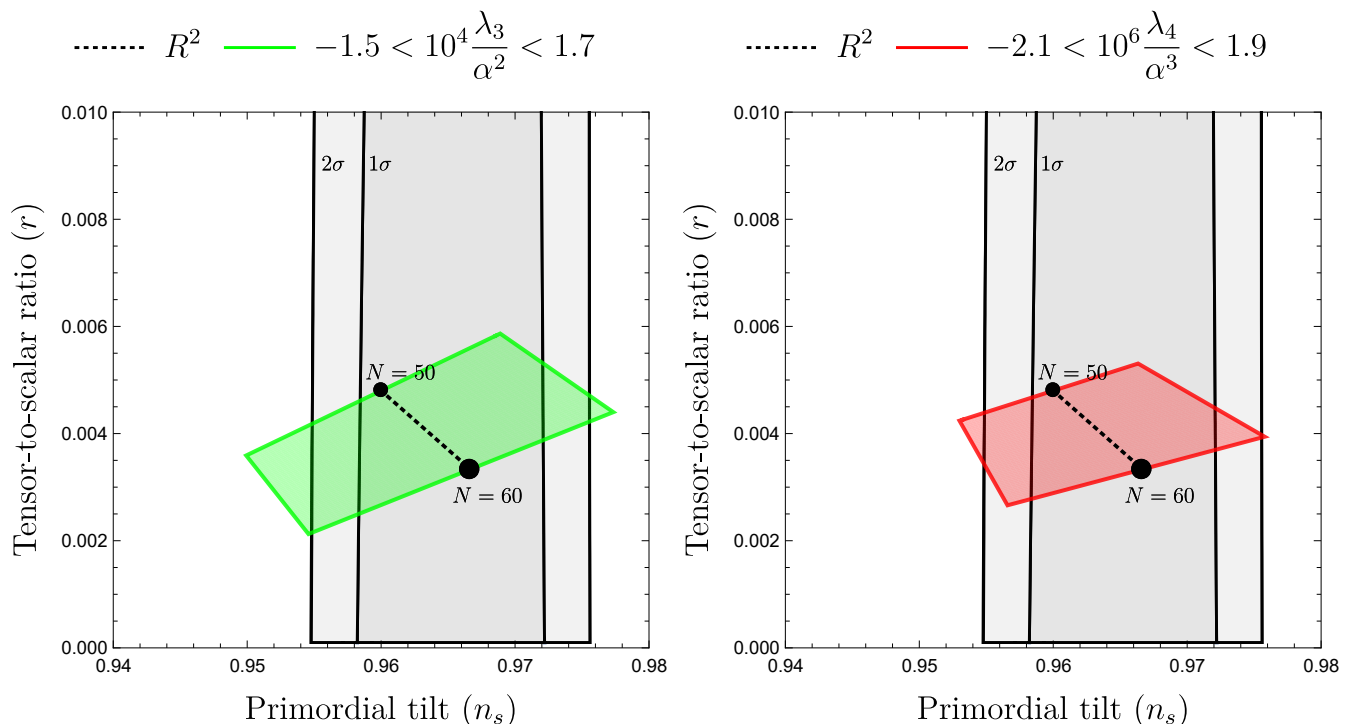 R² −1.5 < 10⁴ λ₃/α² < 1.7
0.010
0.008
0.006
0.004
0.002
0.000
0.94 0.95 0.96 0.97 0.98
2σ 1σ
N = 50
N = 60
Tensor-to-scalar ratio (r)
Primordial tilt (nₛ)
R² −2.1 < 10⁶ λ₄/α³ < 1.9
0.010
0.008
0.006
0.004
0.002
0.000
0.94 0.95 0.96 0.97 0.98
2σ 1σ
N = 50
N = 60
Tensor-to-scalar ratio (r)
Primordial tilt (nₛ)